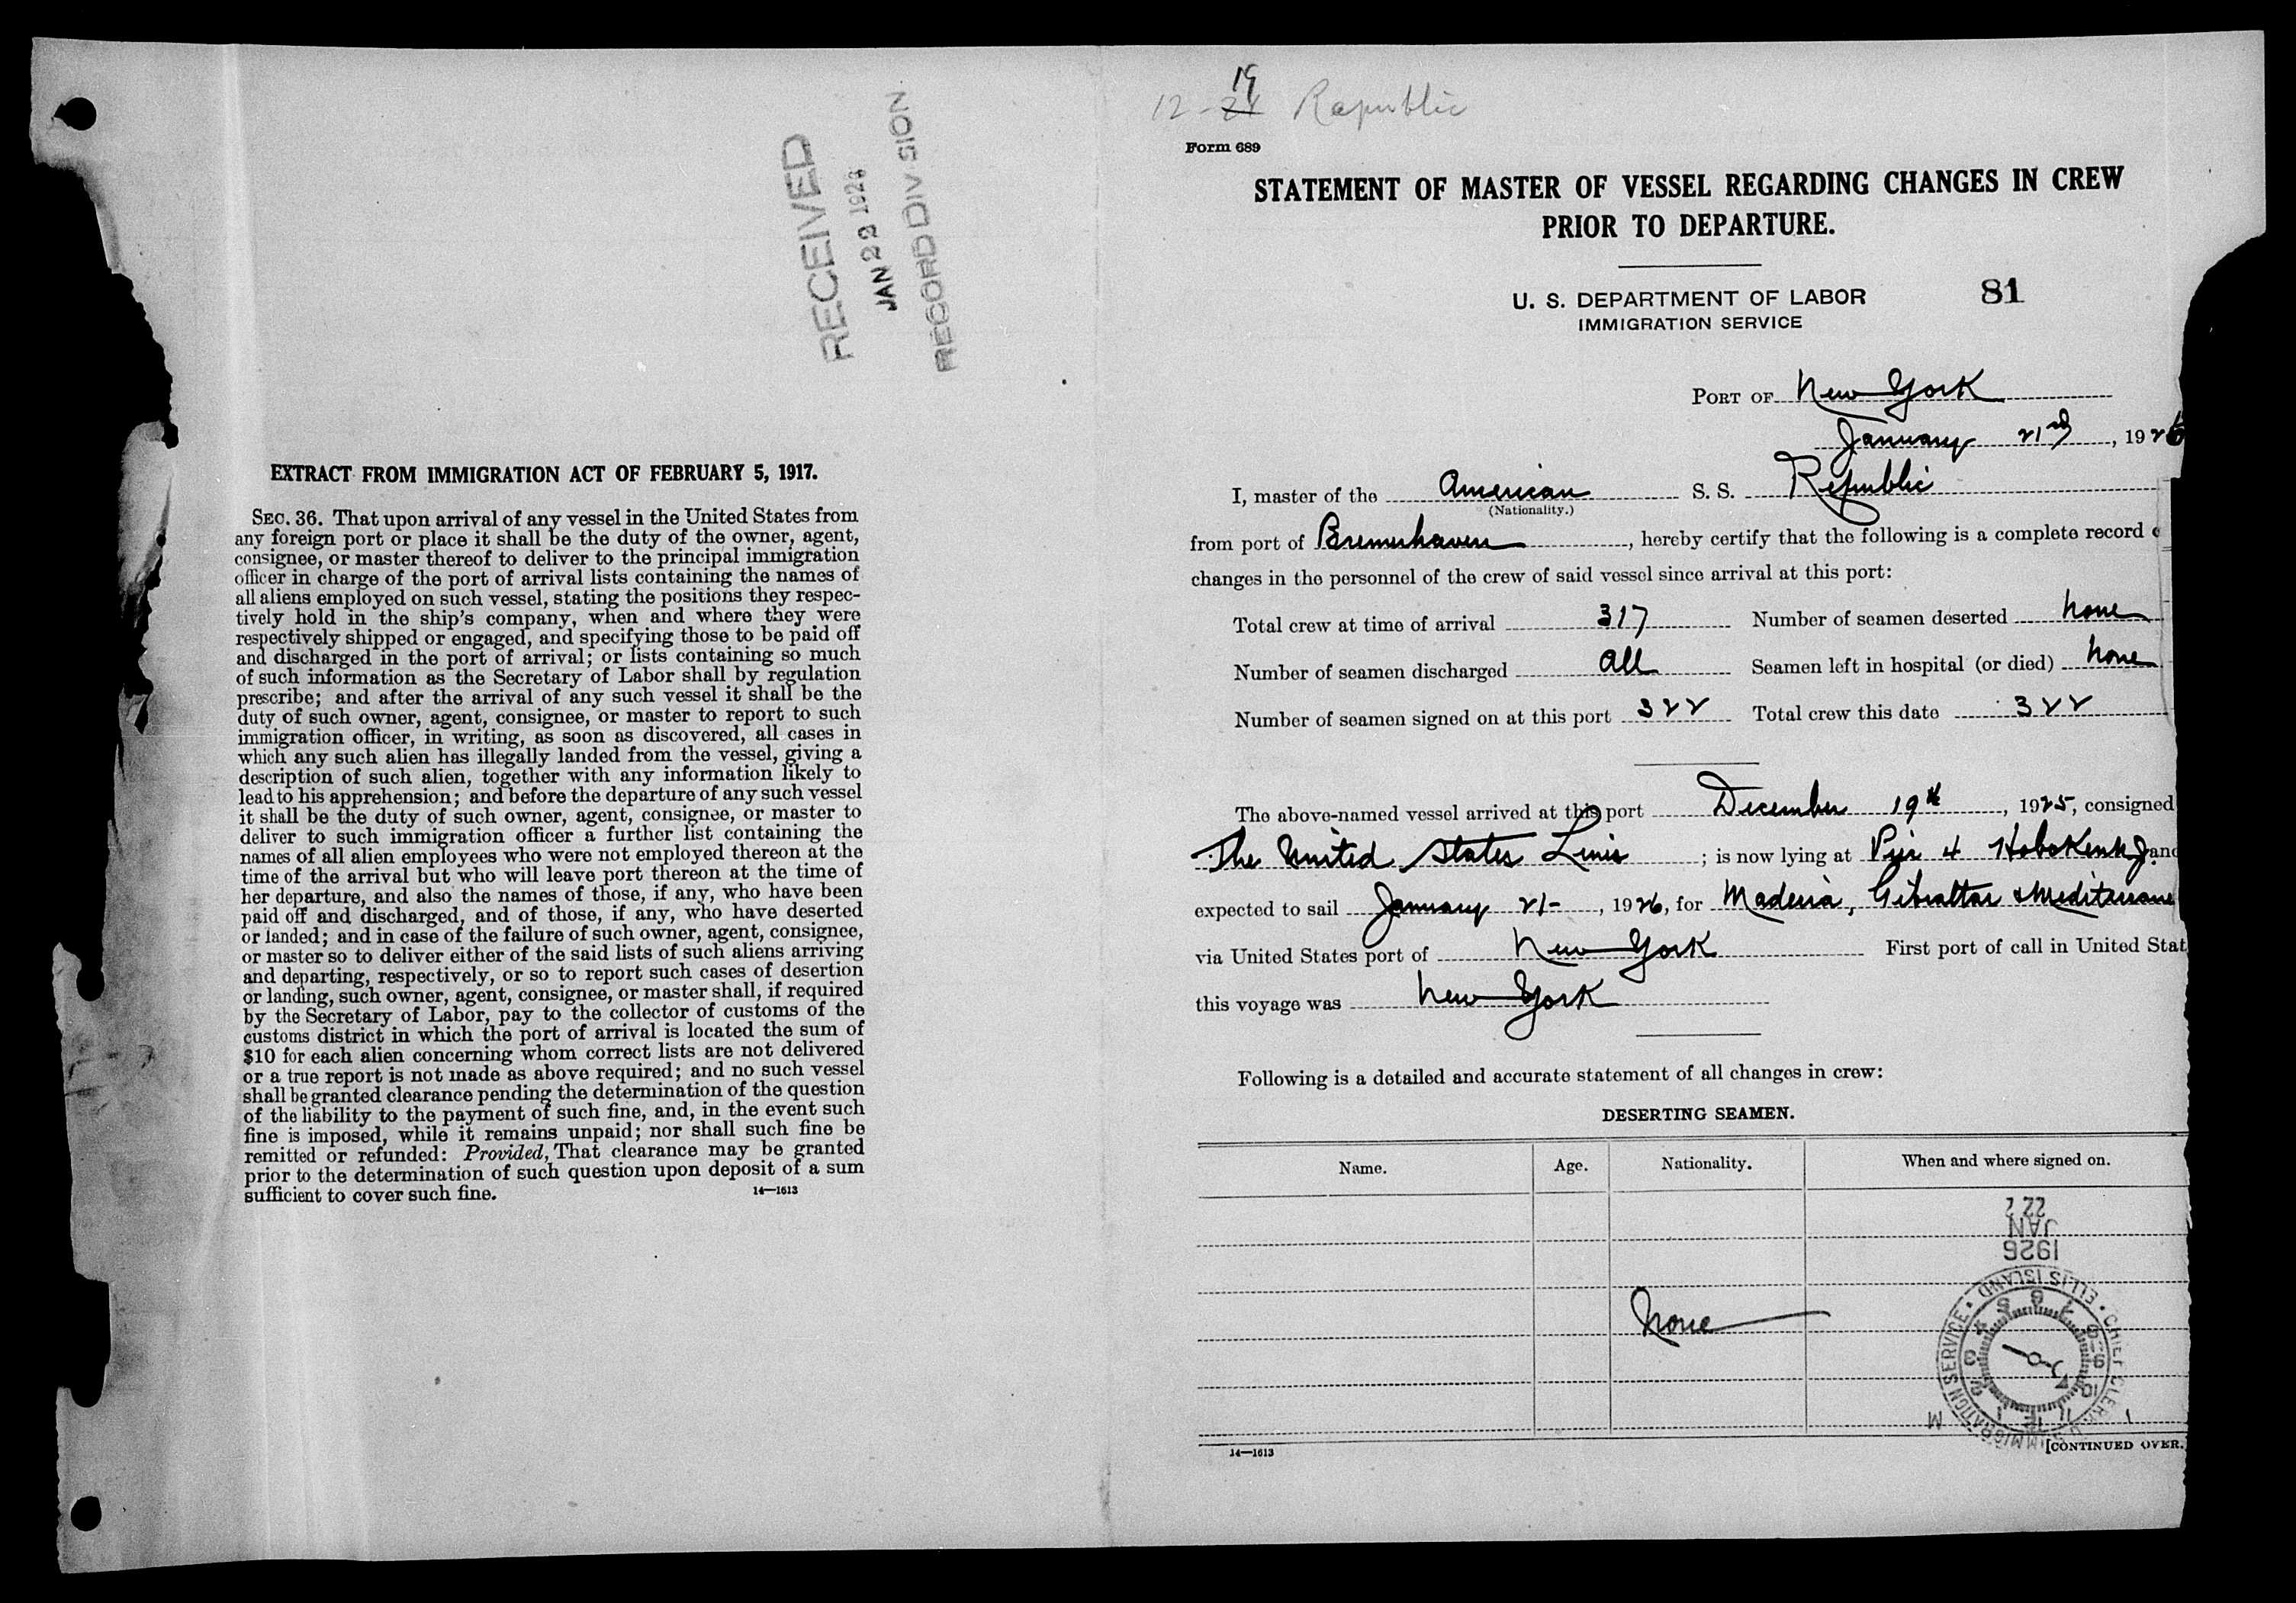 RECEIVED
JAN 22 1926
RECORD DIVISION
EXTRACT FROM IMMIGRATION ACT OF FEBRUARY 5, 1917.
SEC. 36. That upon arrival of any vessel in the United States from
any foreign port or place it shall be the duty of the owner, agent,
consignee, or master thereof to deliver to the principal immigration
officer in charge of the port of arrival lists containing the names of
all aliens employed on such vessel, stating the positions they respec-
tively hold in the ship's company, when and where they were
respectively shipped or engaged, and specifying those to be paid off
and discharged in the port of arrival; or lists containing so much
of such information as the Secretary of Labor shall by regulation
prescribe; and after the arrival of any such vessel it shall be the
duty of such owner, agent, consignee, or master to report to such
immigration officer, in writing, as soon as discovered, all cases in
which any such alien has illegally landed from the vessel, giving a
description of such alien, together with any information likely to
lead to his apprehension; and before the departure of any such vessel
it shall be the duty of such owner, agent, consignee, or master to
deliver to such immigration officer a further list containing the
names of all alien employees who were not employed thereon at the
time of the arrival but who will leave port thereon at the time of
her departure, and also the names of those, if any, who have been
paid off and discharged, and of those, if any, who have deserted
or landed; and in case of the failure of such owner, agent, consignee,
or master so to deliver either of the said lists of such aliens arriving
and departing, respectively, or so to report such cases of desertion
or landing, such owner, agent, consignee, or master shall, if required
by the Secretary of Labor, pay to the collector of customs of the
customs district in which the port of arrival is located the sum of
$10 for each alien concerning whom correct lists are not delivered
or a true report is not made as above required; and no such vessel
shall be granted clearance pending the determination of the question
of the liability to the payment of such fine, and, in the event such
fine is imposed, while it remains unpaid; nor shall such fine be
remitted or refunded: Provided, That clearance may be granted
prior to the determination of such question upon deposit of a sum
sufficient to cover such fine. 14—1613
19
12-21 Republic
Form 689
STATEMENT OF MASTER OF VESSEL REGARDING CHANGES IN CREW
PRIOR TO DEPARTURE.
U. S. DEPARTMENT OF LABOR 81
IMMIGRATION SERVICE
PORT OF New York
January 21st, 1926
I, master of the American S. S. Republic
(Nationality.)
from port of Bremerhaven, hereby certify that the following is a complete record o
changes in the personnel of the crew of said vessel since arrival at this port:
Total crew at time of arrival 317 Number of seamen deserted None
Number of seamen discharged all Seamen left in hospital (or died) None
Number of seamen signed on at this port 322 Total crew this date 322
The above-named vessel arrived at this port December 19th, 1925, consigned
The United States Lines; is now lying at Pier 4 Hoboken N.J. and
expected to sail January 21-, 1926, for Maderia, Gibraltar & Mediterrane
via United States port of New York First port of call in United Stat
this voyage was New York
Following is a detailed and accurate statement of all changes in crew:
DESERTING SEAMEN.
Name. Age. Nationality. When and where signed on.
22
JAN
1926
None
U.S. IMMIGRATION SERVICE • ELLIS ISLAND • CHIEF CLERK
14—1613 [CONTINUED OVER.